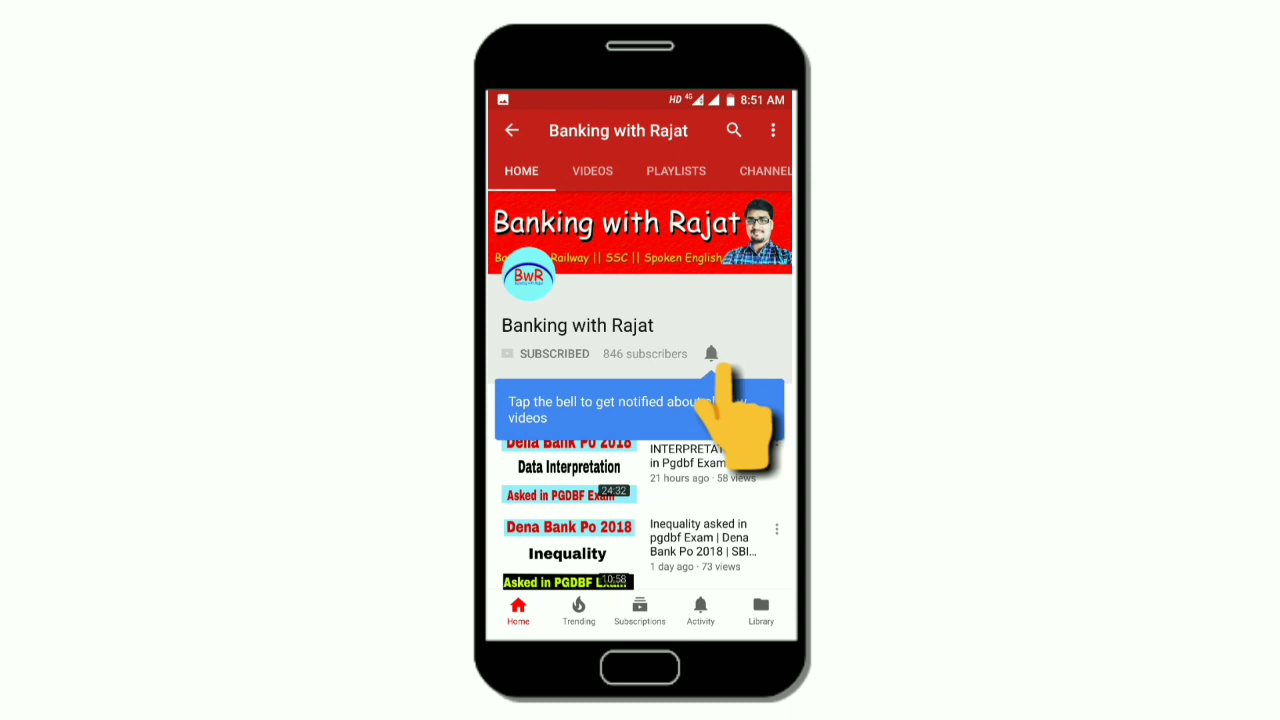 HD 4G 8:51 AM
Banking with Rajat
HOME VIDEOS PLAYLISTS CHANNEL
Banking with Rajat
Railway || SSC || Spoken English
BwR
Banking with Rajat
SUBSCRIBED 846 subscribers
Tap the bell to get notified about
videos
Dena Bank Po 2018
Data Interpretation
Asked in PGDBF Exam
24:32
in Pgdbf Exam
21 hours ago · 58 views
Dena Bank Po 2018
Inequality
Asked in PGDBF
10:58
Inequality asked in
pgdbf Exam | Dena
Bank Po 2018 | SBI...
1 day ago · 73 views
Home Trending Subscriptions Activity Library